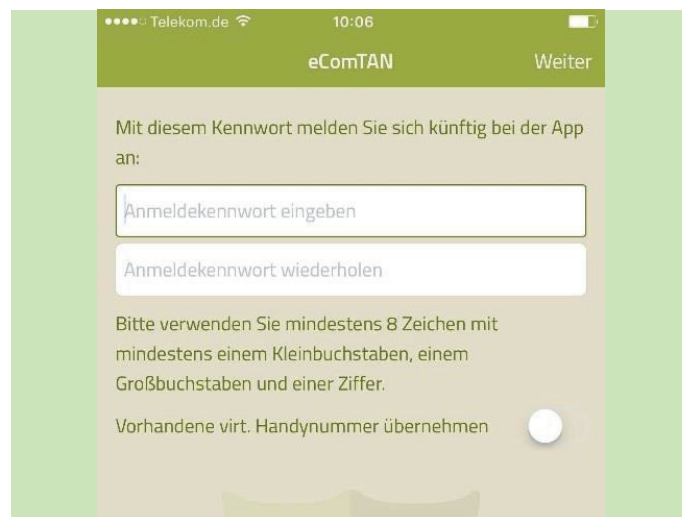 Telekom.de 10:06
eComTAN Weiter
Mit diesem Kennwort melden Sie sich künftig bei der App
an:
Anmeldekennwort eingeben
Anmeldekennwort wiederholen
Bitte verwenden Sie mindestens 8 Zeichen mit
mindestens einem Kleinbuchstaben, einem
Großbuchstaben und einer Ziffer.
Vorhandene virt. Handynummer übernehmen